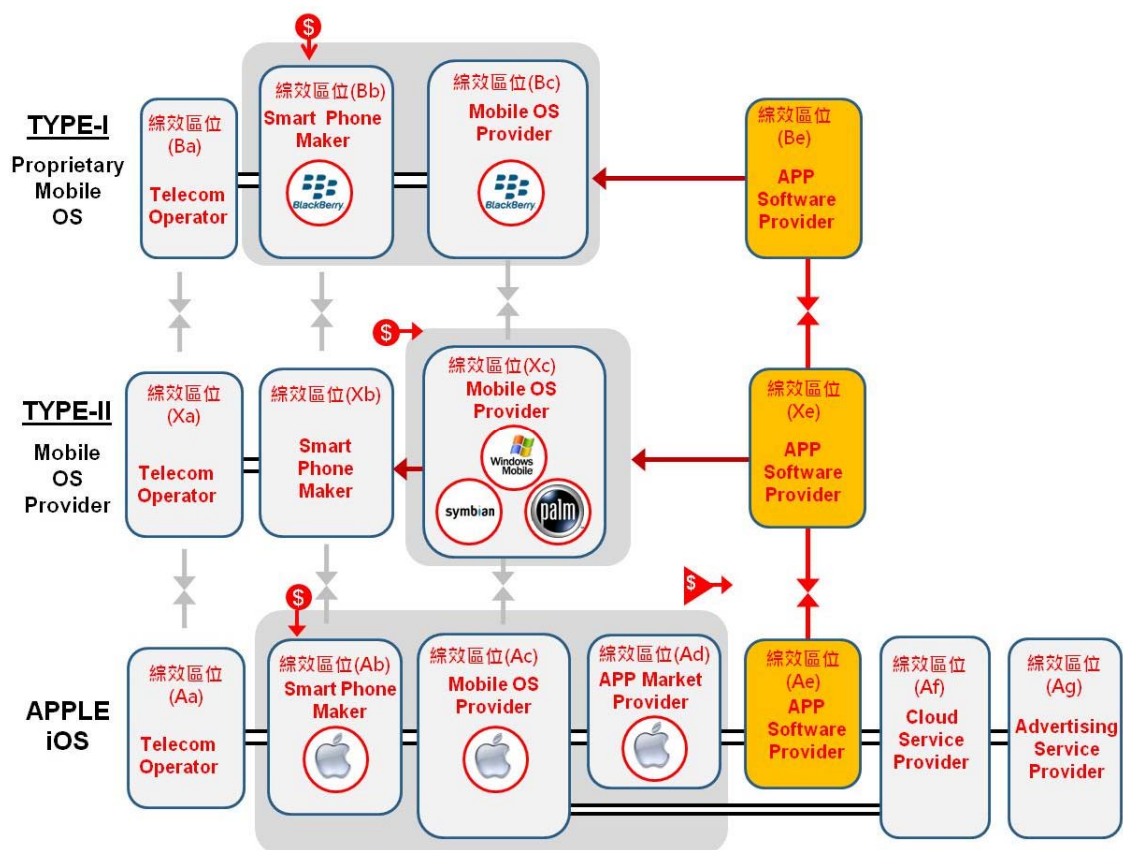 TYPE-I
Proprietary
Mobile
OS
綜效區位
(Ba)
Telecom
Operator
$
綜效區位(Bb)
Smart Phone
Maker
BlackBerry
綜效區位(Bc)
Mobile OS
Provider
BlackBerry
綜效區位
(Be)
APP
Software
Provider
TYPE-II
Mobile
OS
Provider
綜效區位
(Xa)
Telecom
Operator
綜效區位(Xb)
Smart
Phone
Maker
$
綜效區位(Xc)
Mobile OS
Provider
Windows
Mobile
symbian
palm
綜效區位
(Xe)
APP
Software
Provider
APPLE
iOS
綜效區位
(Aa)
Telecom
Operator
$
綜效區位(Ab)
Smart Phone
Maker
綜效區位(Ac)
Mobile OS
Provider
$
綜效區位(Ad)
APP Market
Provider
綜效區位
(Ae)
APP
Software
Provider
綜效區位
(Af)
Cloud
Service
Provider
綜效區位
(Ag)
Advertising
Service
Provider